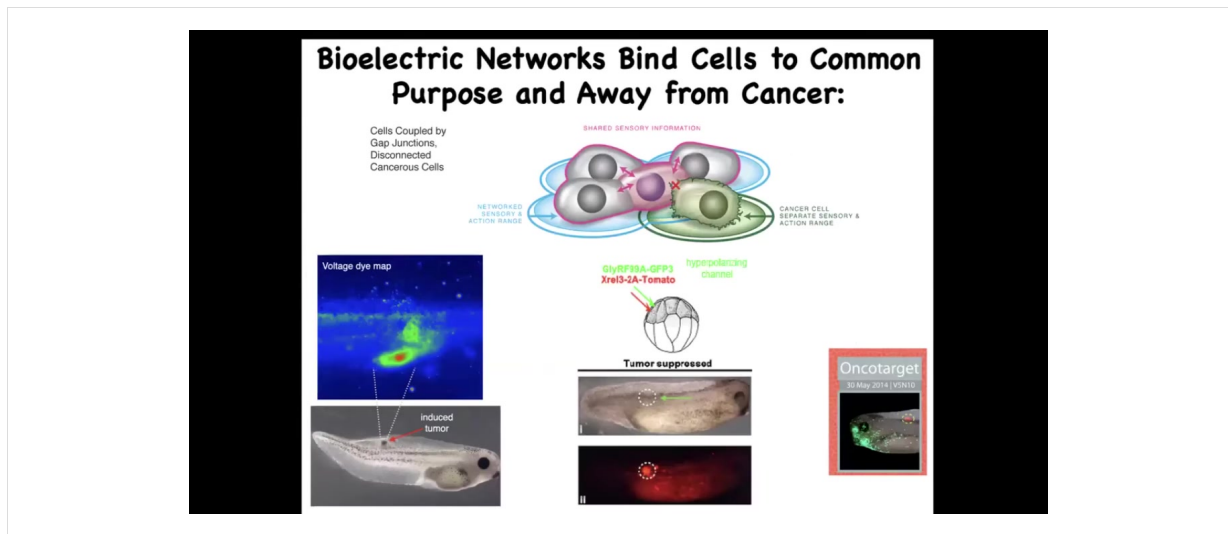 Bioelectric Networks Bind Cells to Common
Purpose and Away from Cancer:
Cells Coupled by
Gap Junctions,
Disconnected
Cancerous Cells
SHARED SENSORY INFORMATION
NETWORKED
SENSORY &
ACTION RANGE
CANCER CELL
SEPARATE SENSORY &
ACTION RANGE
Voltage dye map
induced
tumor
hyperpolarizing
channel
Xrel3-2A-Tomato
Tumor suppressed
i
ii
Oncotarget
30 May 2014 | V5N10